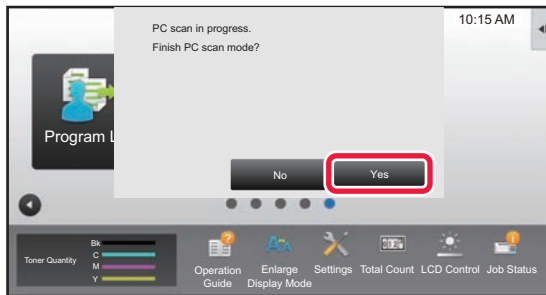 10:15 AM
PC scan in progress.
Finish PC scan mode?
Program L
No
Yes
Toner Quantity
Bk
C
M
Y
Operation
Guide
Enlarge
Display Mode
Settings
Total Count
LCD Control
Job Status